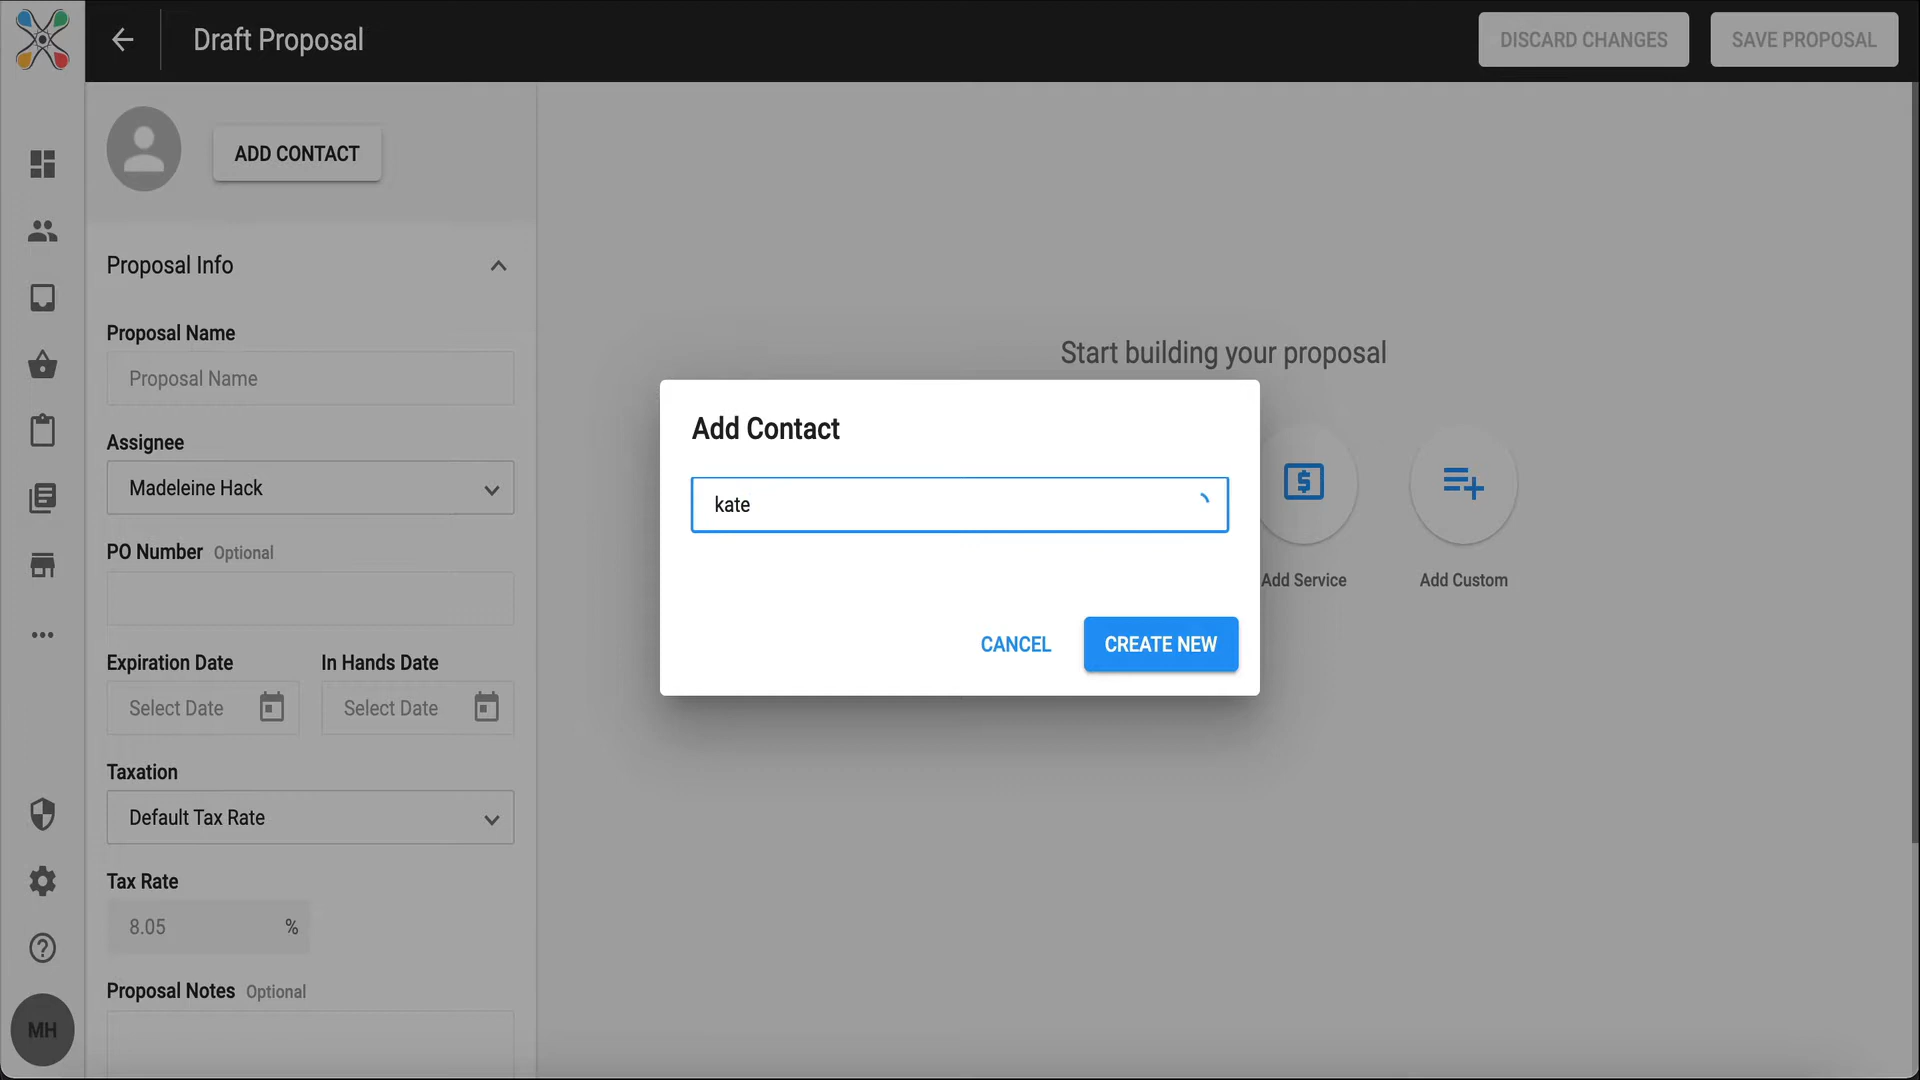 Draft Proposal
DISCARD CHANGES
SAVE PROPOSAL
ADD CONTACT
Proposal Info
Proposal Name
Proposal Name
Assignee
Madeleine Hack
PO Number Optional
Expiration Date
In Hands Date
Select Date
Select Date
Taxation
Default Tax Rate
Tax Rate
8.05 %
Proposal Notes Optional
MH
Start building your proposal
Add Service
Add Custom
Add Contact
kate
CANCEL
CREATE NEW